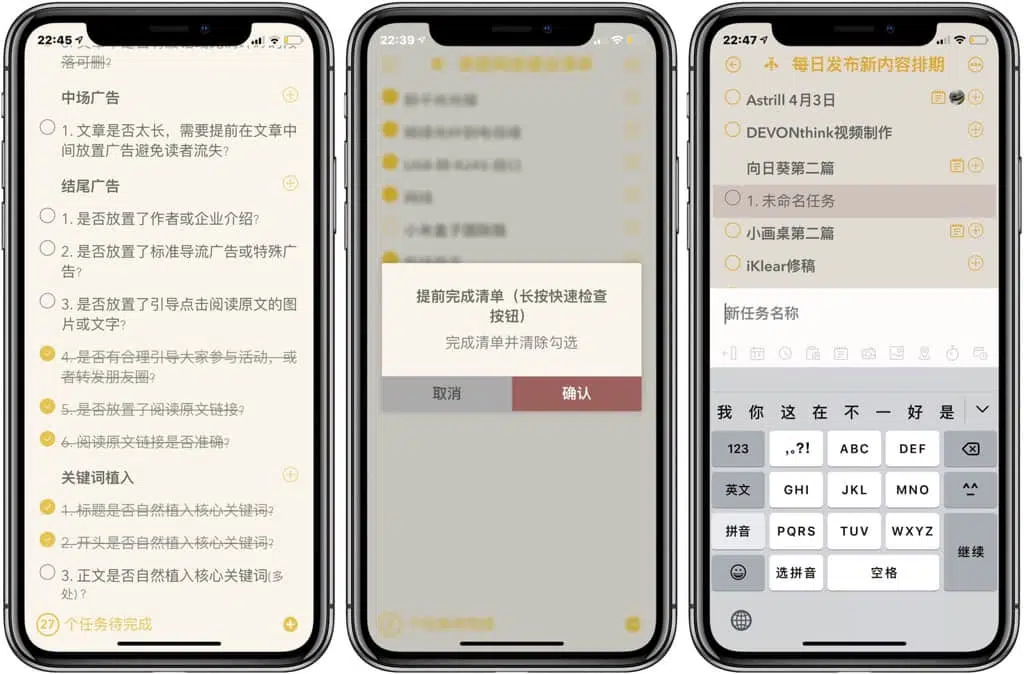 22:45
落可删?
中场广告
1. 文章是否太长，需要提前在文章中
间放置广告避免读者流失?
结尾广告
1. 是否放置了作者或企业介绍?
2. 是否放置了标准导流广告或特殊广
告?
3. 是否放置了引导点击阅读原文的图
片或文字?
4. 是否有合理引导大家参与活动，或
者转发朋友圈?
5. 是否放置了阅读原文链接?
6. 阅读原文链接是否准确?
关键词植入
1. 标题是否自然植入核心关键词?
2. 开头是否自然植入核心关键词?
3. 正文是否自然植入核心关键词(多
处)？
27 个任务待完成
22:39
提前完成清单（长按快速检查
按钮）
完成清单并清除勾选
取消
确认
22:47
每日发布新内容排期
Astrill 4月3日
DEVONthink视频制作
向日葵第二篇
1. 未命名任务
小画桌第二篇
iKlear修稿
新任务名称
我 你 这 在 不 一 好 是
123 ,。?! ABC DEF
英文 GHI JKL MNO ^^
拼音 PQRS TUV WXYZ
继续
选拼音 空格